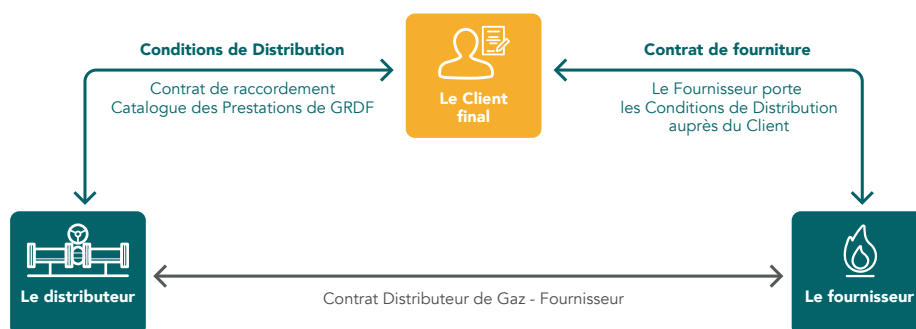 Conditions de Distribution
Contrat de raccordement
Catalogue des Prestations de GRDF
Le Client
final
Contrat de fourniture
Le Fournisseur porte
les Conditions de Distribution
auprès du Client
Le distributeur
Contrat Distributeur de Gaz - Fournisseur
Le fournisseur